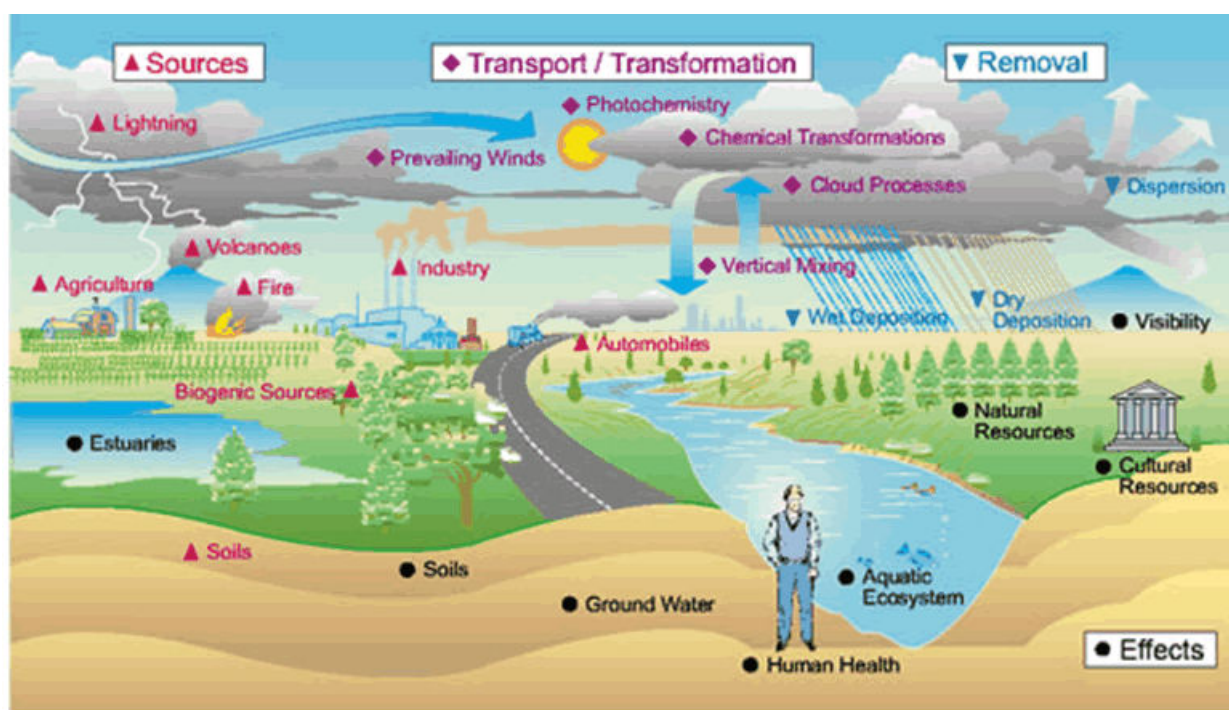 Sources
Transport / Transformation
Removal
Photochemistry
Lightning
Chemical Transformations
Prevailing Winds
Cloud Processes
Dispersion
Volcanoes
Industry
Vertical Mixing
Agriculture
Fire
Dry
Deposition
Wet Deposition
Visibility
Automobiles
Biogenic Sources
Natural
Resources
Estuaries
Cultural
Resources
Soils
Soils
Aquatic
Ecosystem
Ground Water
Effects
Human Health